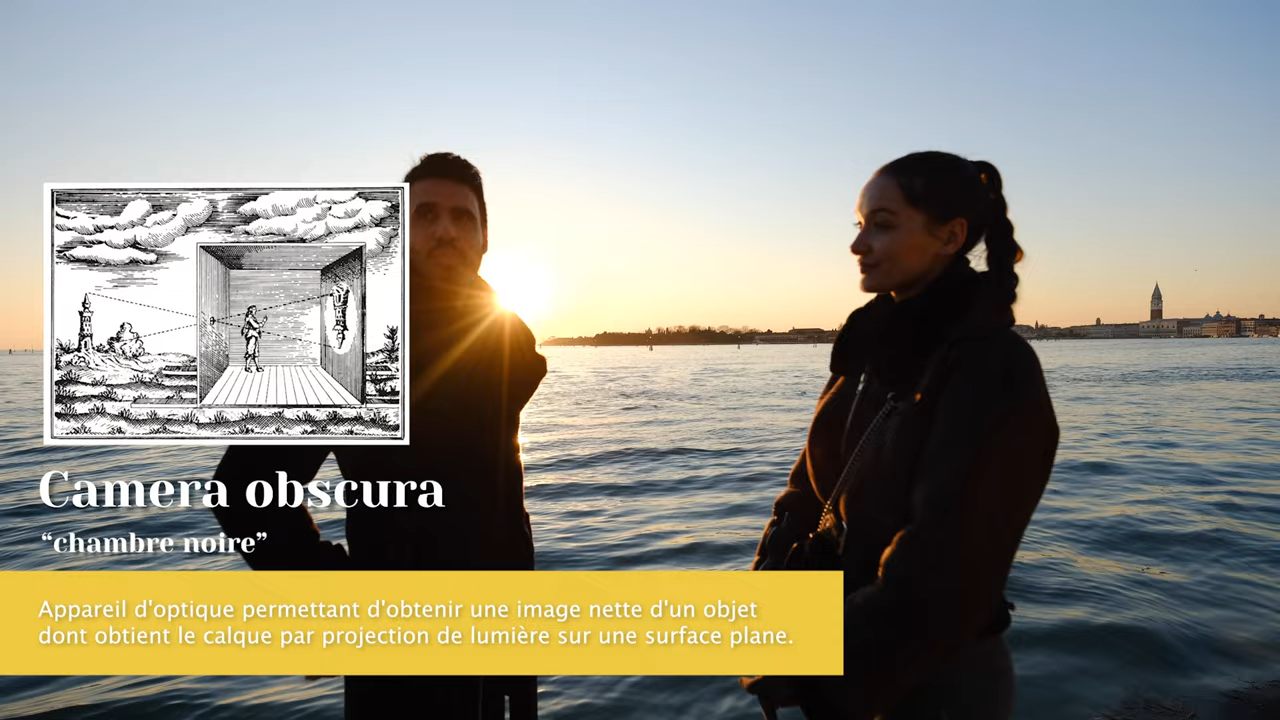 Camera obscura
“chambre noire”
Appareil d'optique permettant d'obtenir une image nette d'un objet
dont obtient le calque par projection de lumière sur une surface plane.